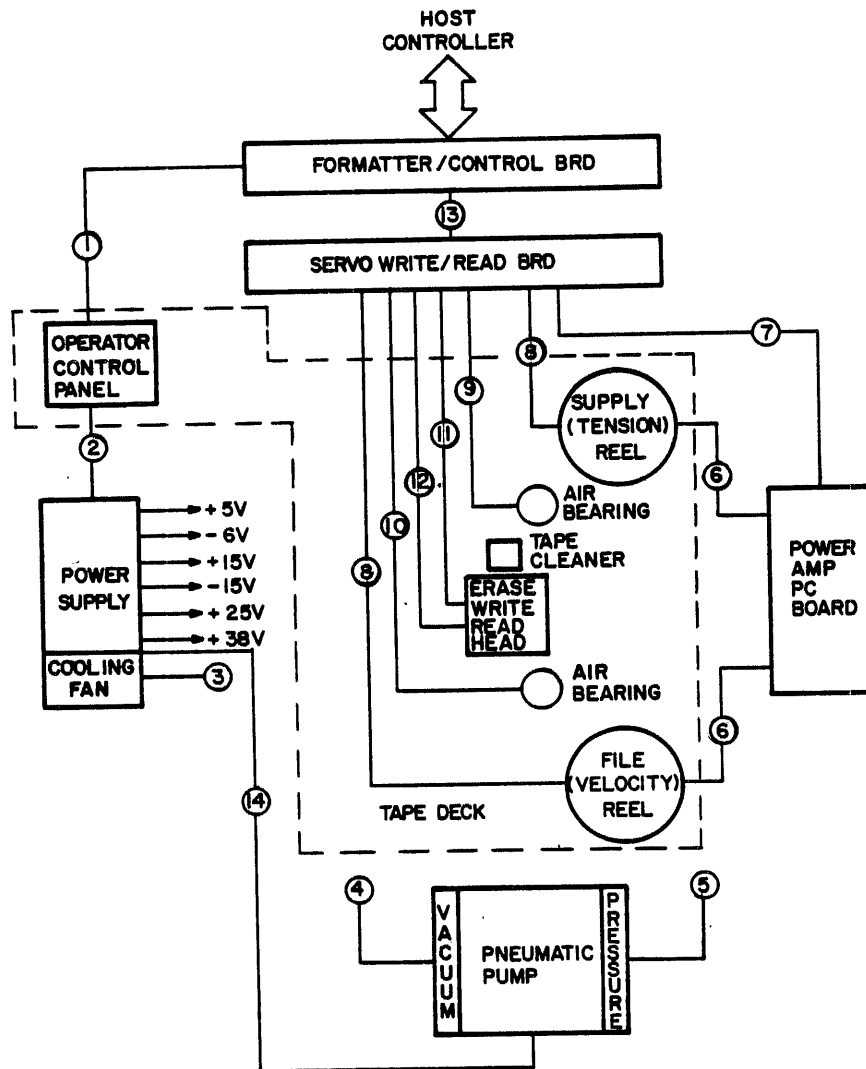 HOST
CONTROLLER
FORMATTER/CONTROL BRD
13
SERVO WRITE/READ BRD
1
OPERATOR
CONTROL
PANEL
2
7
8
9
11
12
10
8
SUPPLY
(TENSION)
REEL
6
AIR
BEARING
TAPE
CLEANER
ERASE
WRITE
READ
HEAD
POWER
AMP
PC
BOARD
POWER
SUPPLY
+5V
-6V
+15V
-15V
+25V
+38V
COOLING
FAN
3
AIR
BEARING
6
FILE
(VELOCITY)
REEL
14
TAPE DECK
4
5
VACUUM
PNEUMATIC
PUMP
PRESSURE